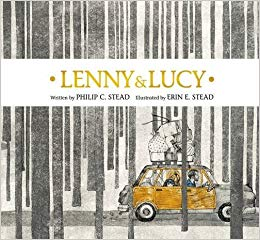 • LENNY & LUCY •
Written by PHILIP C. STEAD Illustrated by ERIN E. STEAD